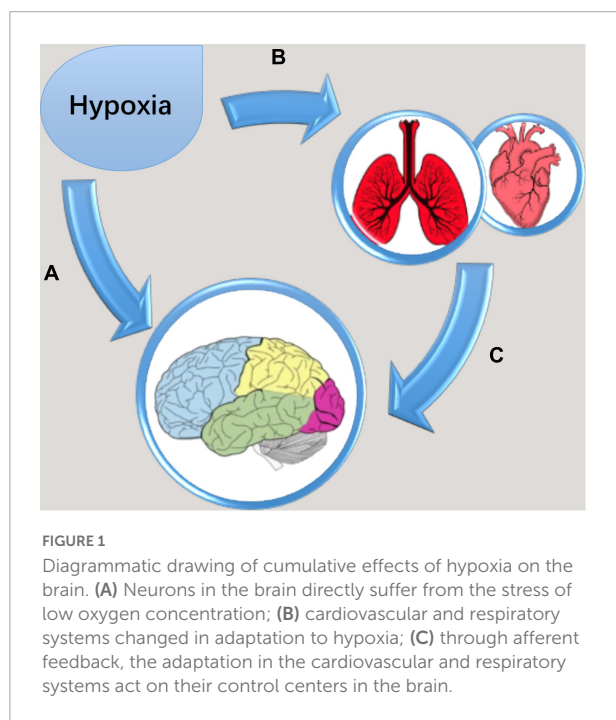 B
Hypoxia
A
C
FIGURE 1
Diagrammatic drawing of cumulative effects of hypoxia on the
brain. (A) Neurons in the brain directly suffer from the stress of
low oxygen concentration; (B) cardiovascular and respiratory
systems changed in adaptation to hypoxia; (C) through afferent
feedback, the adaptation in the cardiovascular and respiratory
systems act on their control centers in the brain.